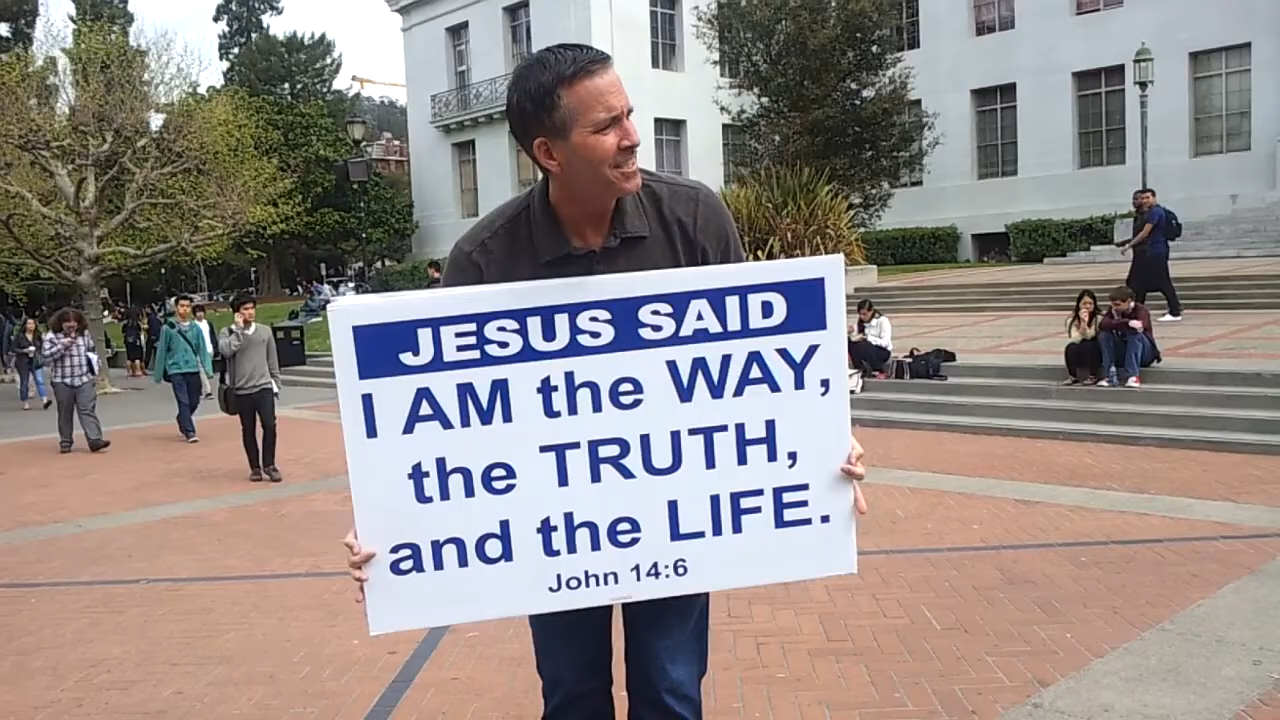 JESUS SAID
I AM the WAY,
the TRUTH,
and the LIFE.
John 14:6